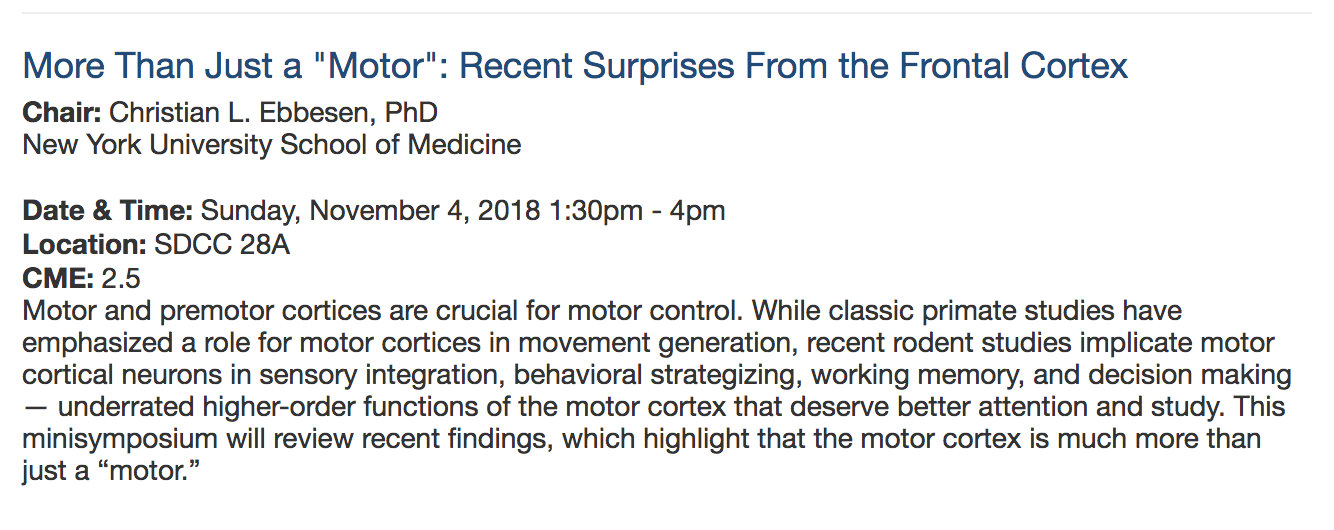 More Than Just a "Motor": Recent Surprises From the Frontal Cortex
Chair: Christian L. Ebbesen, PhD
New York University School of Medicine
Date & Time: Sunday, November 4, 2018 1:30pm - 4pm
Location: SDCC 28A
CME: 2.5
Motor and premotor cortices are crucial for motor control. While classic primate studies have
emphasized a role for motor cortices in movement generation, recent rodent studies implicate motor
cortical neurons in sensory integration, behavioral strategizing, working memory, and decision making
— underrated higher-order functions of the motor cortex that deserve better attention and study. This
minisymposium will review recent findings, which highlight that the motor cortex is much more than
just a “motor.”